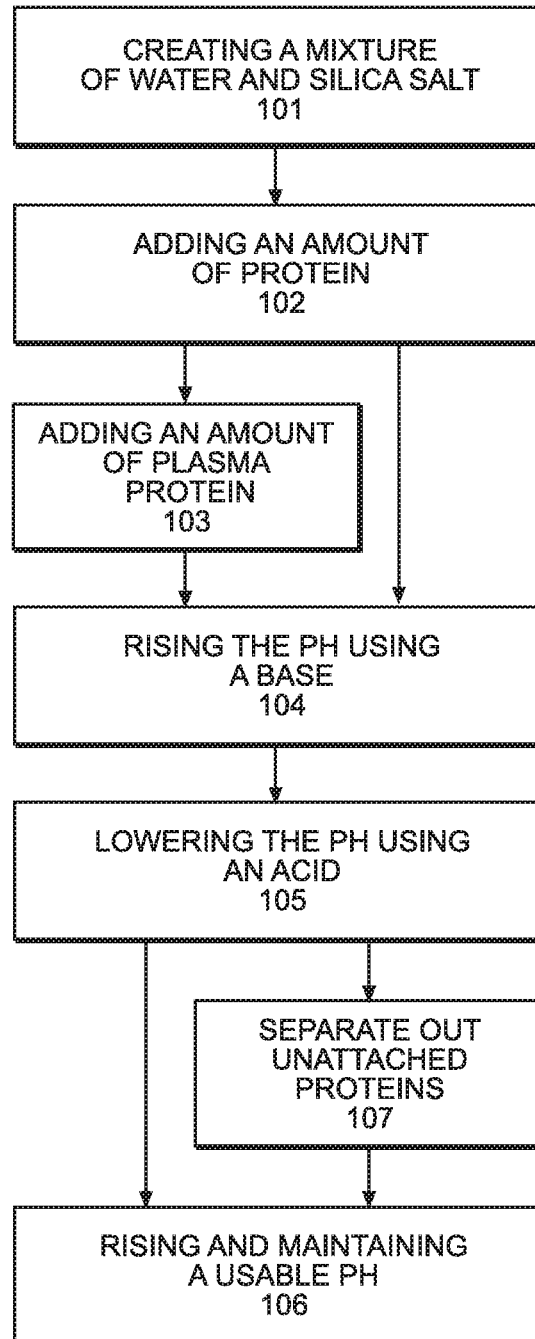 CREATING A MIXTURE
OF WATER AND SILICA SALT
101
ADDING AN AMOUNT
OF PROTEIN
102
ADDING AN AMOUNT
OF PLASMA
PROTEIN
103
RISING THE PH USING
A BASE
104
LOWERING THE PH USING
AN ACID
105
SEPARATE OUT
UNATTACHED
PROTEINS
107
RISING AND MAINTAINING
A USABLE PH
106